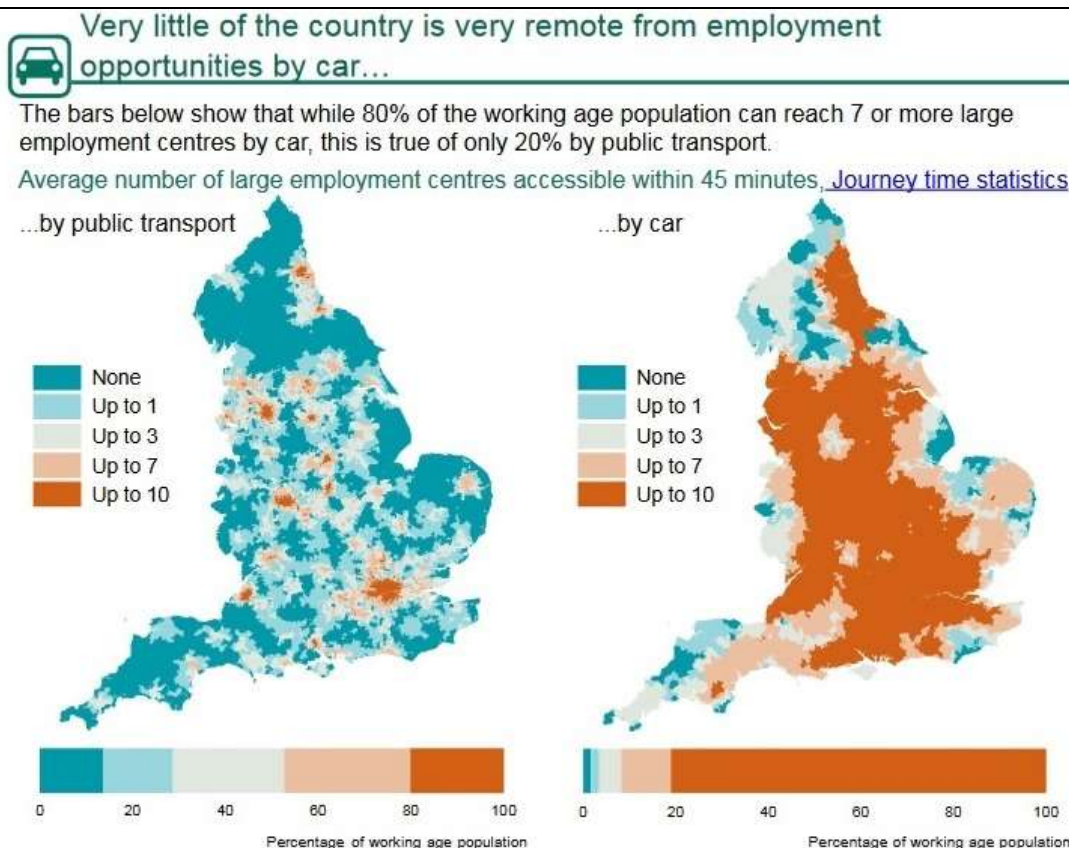 Very little of the country is very remote from employment
opportunities by car...
The bars below show that while 80% of the working age population can reach 7 or more large
employment centres by car, this is true of only 20% by public transport.
Average number of large employment centres accessible within 45 minutes, Journey time statistics
...by public transport
...by car
None
Up to 1
Up to 3
Up to 7
Up to 10
None
Up to 1
Up to 3
Up to 7
Up to 10
0 20 40 60 80 100
Percentage of working age population
0 20 40 60 80 100
Percentage of working age population